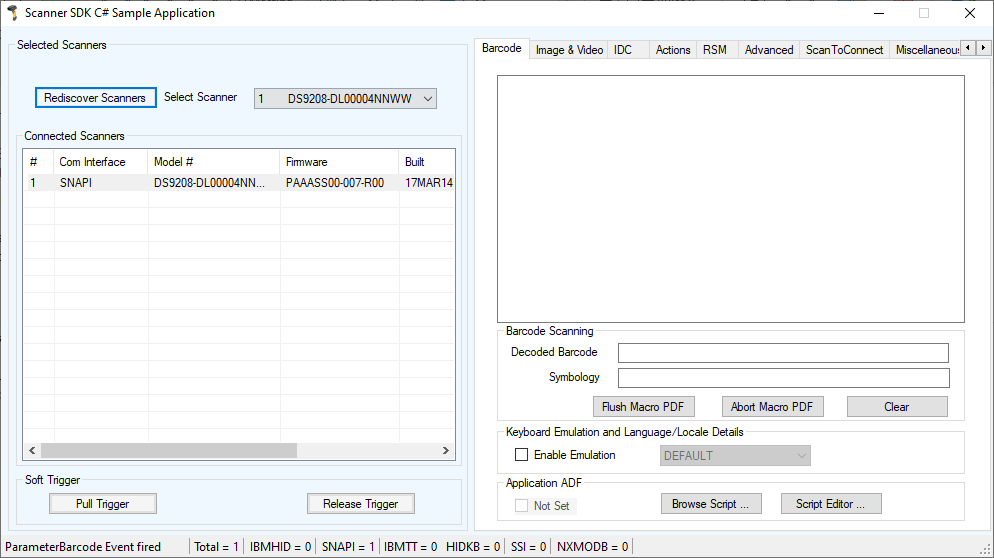 Scanner SDK C# Sample Application
Selected Scanners
Rediscover Scanners
Select Scanner
1 DS9208-DL00004NNWW
Connected Scanners
# Com Interface Model # Firmware Built
1 SNAPI DS9208-DL00004NN... PAAASS00-007-R00 17MAR14
Soft Trigger
Pull Trigger
Release Trigger
Barcode Image & Video IDC Actions RSM Advanced ScanToConnect Miscellaneous
Barcode Scanning
Decoded Barcode
Symbology
Flush Macro PDF Abort Macro PDF Clear
Keyboard Emulation and Language/Locale Details
Enable Emulation DEFAULT
Application ADF
Not Set Browse Script ... Script Editor ...
ParameterBarcode Event fired Total = 1 IBMHID = 0 SNAPI = 1 IBMTT = 0 HIDKB = 0 SSI = 0 NXMODB = 0